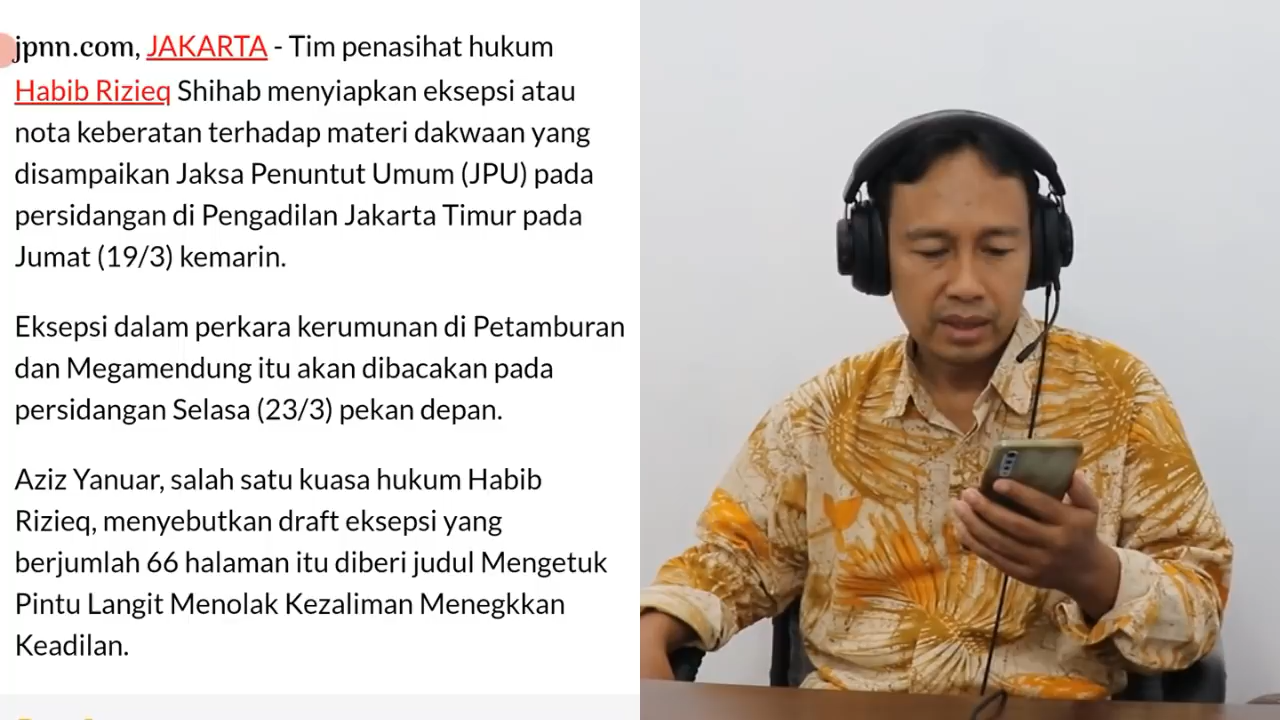 jpnn.com, JAKARTA - Tim penasihat hukum
Habib Rizieq Shihab menyiapkan eksepsi atau
nota keberatan terhadap materi dakwaan yang
disampaikan Jaksa Penuntut Umum (JPU) pada
persidangan di Pengadilan Jakarta Timur pada
Jumat (19/3) kemarin.
Eksepsi dalam perkara kerumunan di Petamburan
dan Megamendung itu akan dibacakan pada
persidangan Selasa (23/3) pekan depan.
Aziz Yanuar, salah satu kuasa hukum Habib
Rizieq, menyebutkan draft eksepsi yang
berjumlah 66 halaman itu diberi judul Mengetuk
Pintu Langit Menolak Kezaliman Menegkkan
Keadilan.